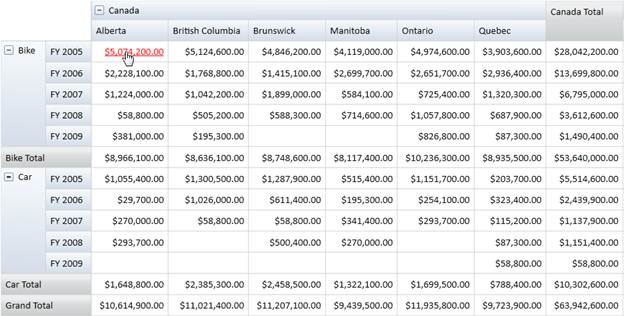 Canada
Canada Total
Alberta British Columbia Brunswick Manitoba Ontario Quebec
Bike FY 2005 $5,074,200.00 $5,124,600.00 $4,846,200.00 $4,119,000.00 $4,974,600.00 $3,903,600.00 $28,042,200.00
FY 2006 $2,228,100.00 $1,768,800.00 $1,415,100.00 $2,699,700.00 $2,651,700.00 $2,936,400.00 $13,699,800.00
FY 2007 $1,224,000.00 $1,042,200.00 $1,899,000.00 $584,100.00 $725,400.00 $1,320,300.00 $6,795,000.00
FY 2008 $58,800.00 $505,200.00 $588,300.00 $714,600.00 $1,057,800.00 $687,900.00 $3,612,600.00
FY 2009 $381,000.00 $195,300.00 $826,800.00 $87,300.00 $1,490,400.00
Bike Total $8,966,100.00 $8,636,100.00 $8,748,600.00 $8,117,400.00 $10,236,300.00 $8,935,500.00 $53,640,000.00
Car FY 2005 $1,055,400.00 $1,300,500.00 $1,287,900.00 $515,400.00 $1,151,700.00 $203,700.00 $5,514,600.00
FY 2006 $29,700.00 $1,026,000.00 $611,400.00 $195,300.00 $254,100.00 $323,400.00 $2,439,900.00
FY 2007 $270,000.00 $58,800.00 $58,800.00 $341,400.00 $293,700.00 $115,200.00 $1,137,900.00
FY 2008 $293,700.00 $500,400.00 $270,000.00 $87,300.00 $1,151,400.00
FY 2009 $58,800.00 $58,800.00
Car Total $1,648,800.00 $2,385,300.00 $2,458,500.00 $1,322,100.00 $1,699,500.00 $788,400.00 $10,302,600.00
Grand Total $10,614,900.00 $11,021,400.00 $11,207,100.00 $9,439,500.00 $11,935,800.00 $9,723,900.00 $63,942,600.00